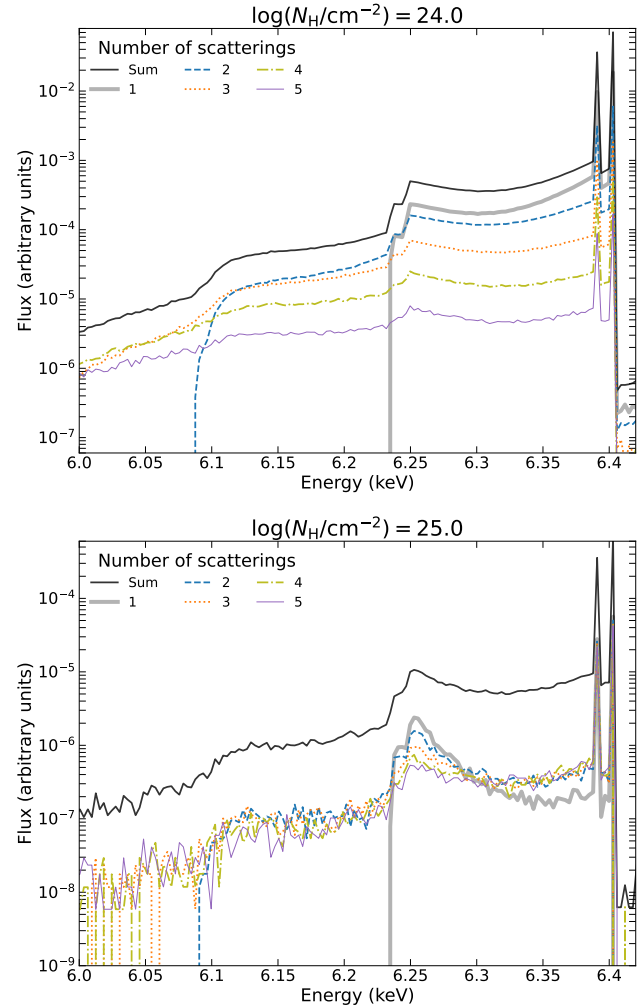 log(N_H/cm⁻²) = 24.0
Number of scatterings
Sum 2 4
1 3 5
10⁻²
10⁻³
10⁻⁴
10⁻⁵
10⁻⁶
10⁻⁷
Flux (arbitrary units)
6.0 6.05 6.1 6.15 6.2 6.25 6.3 6.35 6.4
Energy (keV)
log(N_H/cm⁻²) = 25.0
Number of scatterings
Sum 2 4
1 3 5
10⁻⁴
10⁻⁵
10⁻⁶
10⁻⁷
10⁻⁸
10⁻⁹
Flux (arbitrary units)
6.0 6.05 6.1 6.15 6.2 6.25 6.3 6.35 6.4
Energy (keV)